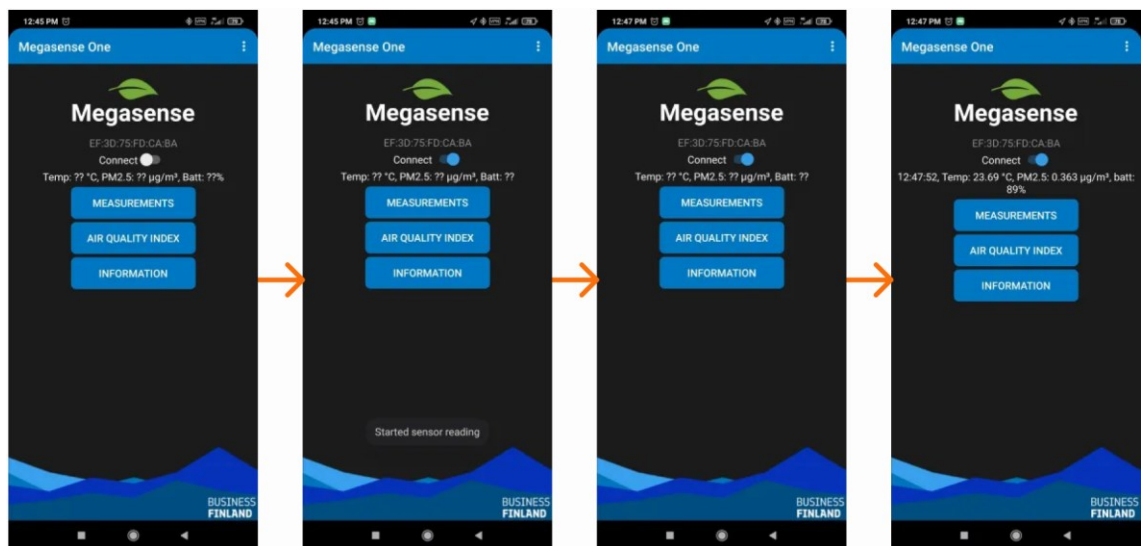 12:45 PM
Megasense One
Megasense
EF:3D:75:FD:CA:BA
Connect
Temp: ?? °C, PM2.5: ?? µg/m³, Batt: ??%
MEASUREMENTS
AIR QUALITY INDEX
INFORMATION
BUSINESS
FINLAND
12:45 PM
Megasense One
Megasense
EF:3D:75:FD:CA:BA
Connect
Temp: ?? °C, PM2.5: ?? µg/m³, Batt: ??
MEASUREMENTS
AIR QUALITY INDEX
INFORMATION
Started sensor reading
BUSINESS
FINLAND
12:47 PM
Megasense One
Megasense
EF:3D:75:FD:CA:BA
Connect
Temp: ?? °C, PM2.5: ?? µg/m³, Batt: ??
MEASUREMENTS
AIR QUALITY INDEX
INFORMATION
BUSINESS
FINLAND
12:47 PM
Megasense One
Megasense
EF:3D:75:FD:CA:BA
Connect
12:47:52, Temp: 23.69 °C, PM2.5: 0.363 µg/m³, batt:
89%
MEASUREMENTS
AIR QUALITY INDEX
INFORMATION
BUSINESS
FINLAND